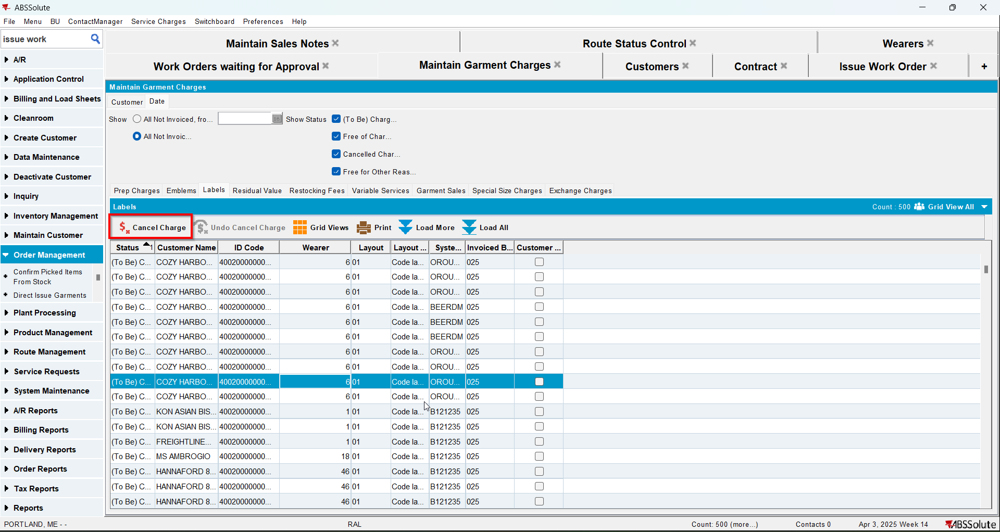 ABSSolute
File Menu BU ContactManager Service Charges Switchboard Preferences Help
issue work
Maintain Sales Notes
Route Status Control
Wearers
Work Orders waiting for Approval
Maintain Garment Charges
Customers
Contract
Issue Work Order
+
A/R
Application Control
Billing and Load Sheets
Cleanroom
Create Customer
Data Maintenance
Deactivate Customer
Inquiry
Inventory Management
Maintain Customer
Order Management
Confirm Picked Items
From Stock
Direct Issue Garments
Plant Processing
Product Management
Route Management
Service Requests
System Maintenance
A/R Reports
Billing Reports
Delivery Reports
Order Reports
Tax Reports
Reports
Maintain Garment Charges
Customer Date
Show All Not Invoiced, fro... 16 Show Status (To Be) Charg...
All Not Invoic... Free of Char...
Cancelled Char...
Free for Other Reas...
Prep Charges Emblems Labels Residual Value Restocking Fees Variable Services Garment Sales Special Size Charges Exchange Charges
Labels Count : 500 Grid View All
Cancel Charge Undo Cancel Charge Grid Views Print Load More Load All
Status 1 Customer Name ID Code Wearer Layout Layout ... Syste... Invoiced B... Customer ...
(To Be) C... COZY HARBO... 40020000000... 6 01 Code la... OROU... 025
(To Be) C... COZY HARBO... 40020000000... 6 01 Code la... OROU... 025
(To Be) C... COZY HARBO... 40020000000... 6 01 Code la... OROU... 025
(To Be) C... COZY HARBO... 40020000000... 6 01 Code la... BEERDM 025
(To Be) C... COZY HARBO... 40020000000... 6 01 Code la... BEERDM 025
(To Be) C... COZY HARBO... 40020000000... 6 01 Code la... BEERDM 025
(To Be) C... COZY HARBO... 40020000000... 6 01 Code la... OROU... 025
(To Be) C... COZY HARBO... 40020000000... 6 01 Code la... OROU... 025
(To Be) C... COZY HARBO... 40020000000... 6 01 Code la... OROU... 025
(To Be) C... COZY HARBO... 40020000000... 6 01 Code la... OROU... 025
(To Be) C... KON ASIAN BIS... 40020000000... 1 01 Code la... B121235 025
(To Be) C... KON ASIAN BIS... 40020000000... 1 01 Code la... B121235 025
(To Be) C... FREIGHTLINE... 40020000000... 1 01 Code la... B121235 025
(To Be) C... MS AMBROGIO 40020000000... 18 01 Code la... B121235 025
(To Be) C... HANNAFORD 8... 40020000000... 46 01 Code la... B121235 025
(To Be) C... HANNAFORD 8... 40020000000... 46 01 Code la... B121235 025
(To Be) C... HANNAFORD 8... 40020000000... 46 01 Code la... B121235 025
PORTLAND, ME - - RAL Count: 500 (more...) Contacts 0 Apr 3, 2025 Week 14 ABSSolute